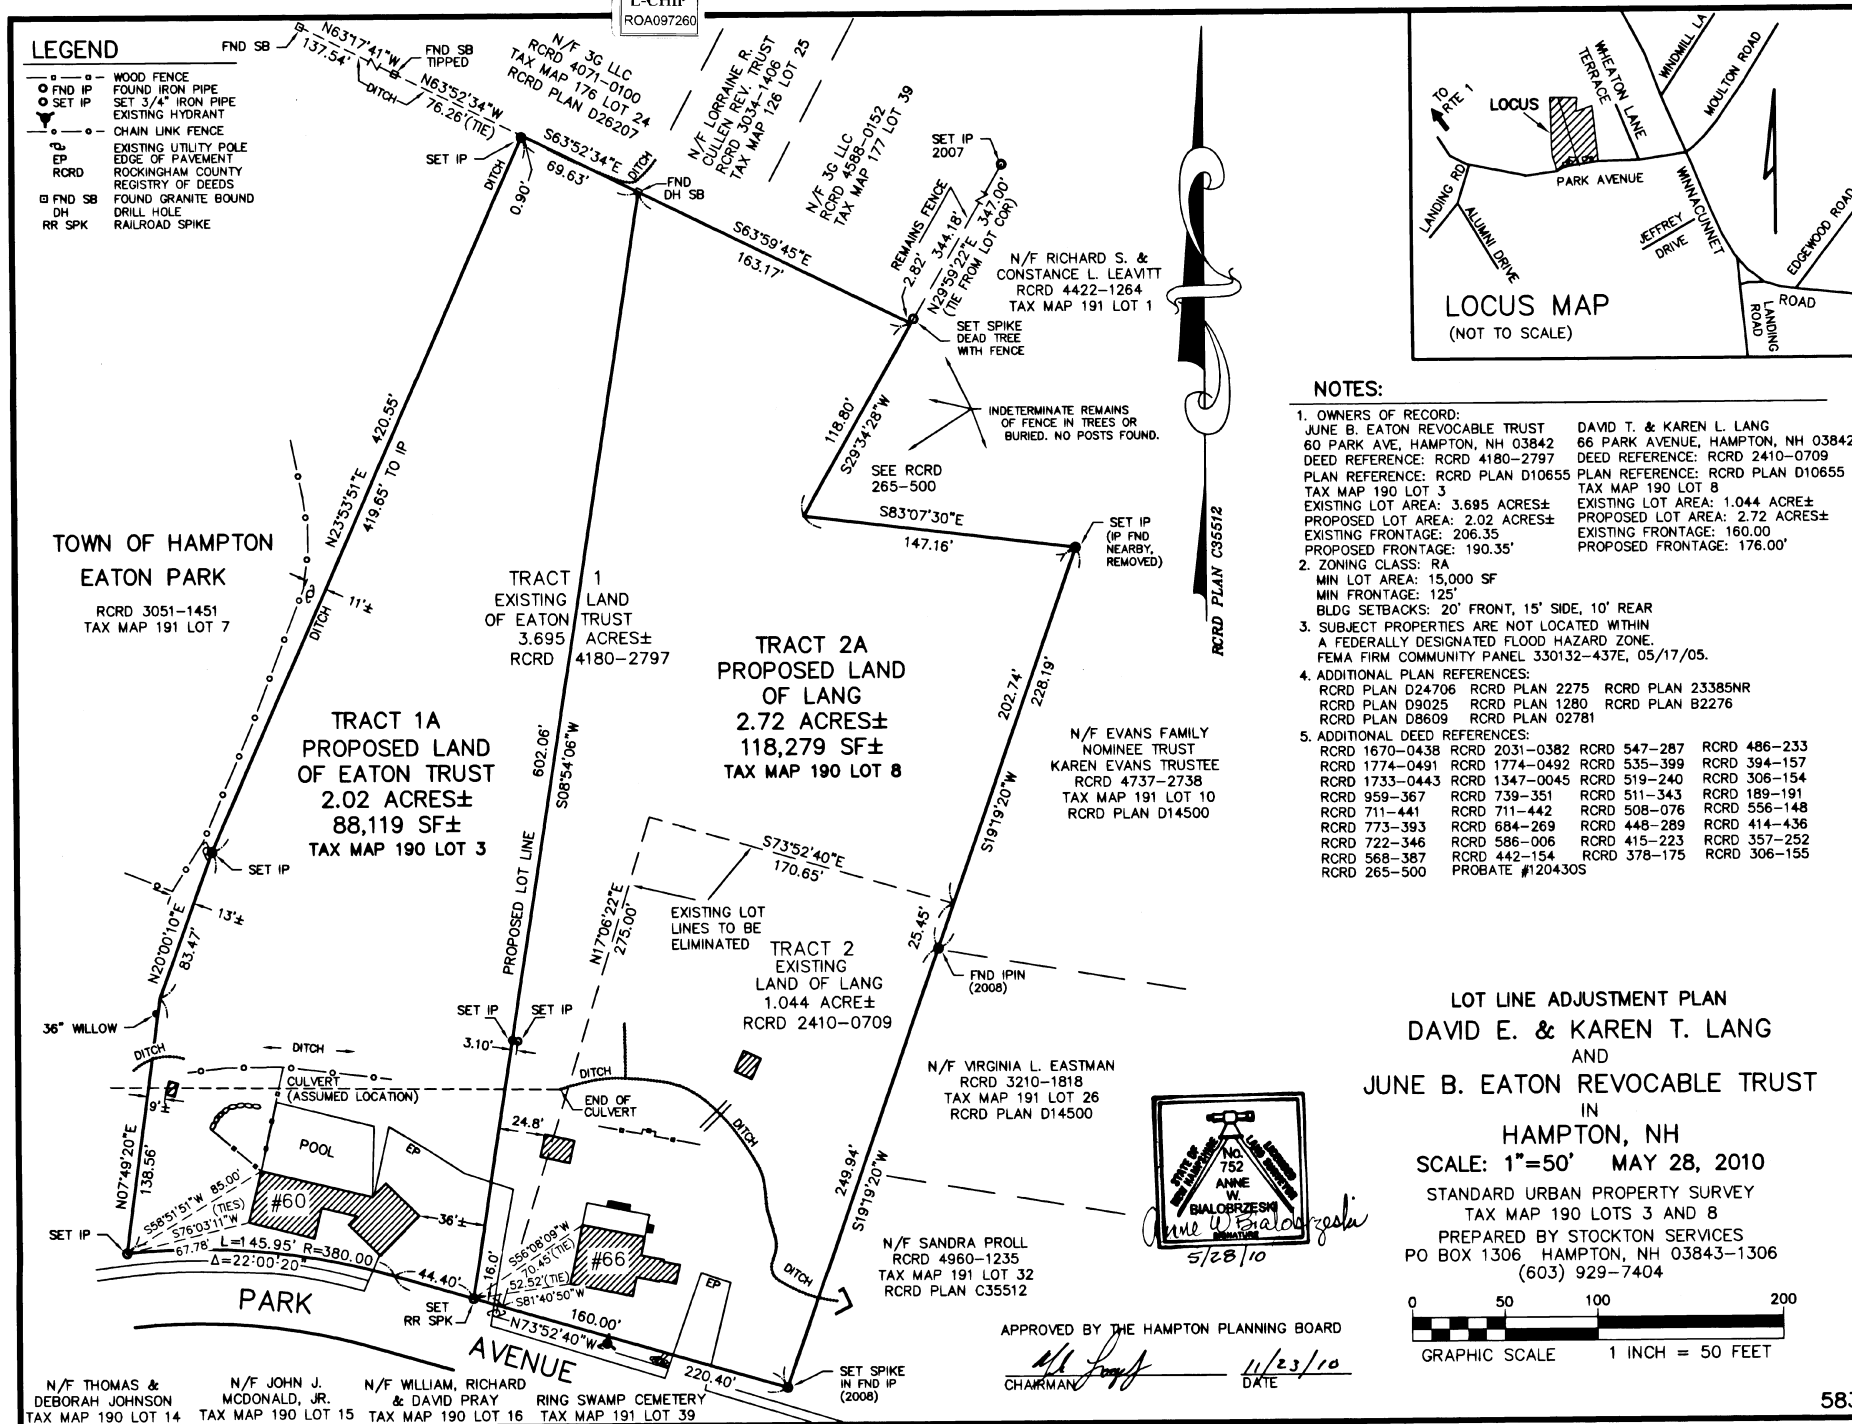 E-CHIP
ROA097260
LEGEND
WOOD FENCE
FND IP FOUND IRON PIPE
SET IP SET 3/4" IRON PIPE
EXISTING HYDRANT
CHAIN LINK FENCE
EXISTING UTILITY POLE
EP EDGE OF PAVEMENT
RCRD ROCKINGHAM COUNTY
REGISTRY OF DEEDS
FND SB FOUND GRANITE BOUND
DH DRILL HOLE
RR SPK RAILROAD SPIKE
FND SB
N63°17'41"W
137.54'
FND SB
TIPPED
DITCH
N63°52'34"W
76.26'(TIE)
N/F 3G LLC
RCRD 4071-0100
TAX MAP 176 LOT 24
RCRD PLAN D26207
N/F LORRAINE R.
CULLEN REV. TRUST
RCRD 3034-1406
TAX MAP 126 LOT 25
N/F 3G LLC
RCRD 4588-0152
TAX MAP 177 LOT 39
SET IP
DITCH
0.90'
S63°52'34"E
69.63'
DITCH
FND
DH SB
S63°59'45"E
163.17'
SET IP
2007
REMAINS FENCE
2.82' 344.18'
N29°59'22"E 347.00'
(TIE FROM LOT COR)
N/F RICHARD S. &
CONSTANCE L. LEAVITT
RCRD 4422-1264
TAX MAP 191 LOT 1
SET SPIKE
DEAD TREE
WITH FENCE
INDETERMINATE REMAINS
OF FENCE IN TREES OR
BURIED. NO POSTS FOUND.
118.80'
S29°34'28"W
SEE RCRD
265-500
S83°07'30"E
147.16'
SET IP
(IP FND
NEARBY,
REMOVED)
RCRD PLAN C35512
TO
RTE 1
LOCUS
WHEATON LANE
TERRACE
WINDMILL LA
MOULTON ROAD
PARK AVENUE
LANDING RD
ALUMNI DRIVE
JEFFREY
DRIVE
WINNACUNNET
EDGEWOOD ROAD
ROAD
LANDING
ROAD
LOCUS MAP
(NOT TO SCALE)
NOTES:
1. OWNERS OF RECORD:
JUNE B. EATON REVOCABLE TRUST DAVID T. & KAREN L. LANG
60 PARK AVE, HAMPTON, NH 03842 66 PARK AVENUE, HAMPTON, NH 03842
DEED REFERENCE: RCRD 4180-2797 DEED REFERENCE: RCRD 2410-0709
PLAN REFERENCE: RCRD PLAN D10655 PLAN REFERENCE: RCRD PLAN D10655
TAX MAP 190 LOT 3 TAX MAP 190 LOT 8
EXISTING LOT AREA: 3.695 ACRES± EXISTING LOT AREA: 1.044 ACRE±
PROPOSED LOT AREA: 2.02 ACRES± PROPOSED LOT AREA: 2.72 ACRES±
EXISTING FRONTAGE: 206.35 EXISTING FRONTAGE: 160.00
PROPOSED FRONTAGE: 190.35' PROPOSED FRONTAGE: 176.00'
2. ZONING CLASS: RA
MIN LOT AREA: 15,000 SF
MIN FRONTAGE: 125'
BLDG SETBACKS: 20' FRONT, 15' SIDE, 10' REAR
3. SUBJECT PROPERTIES ARE NOT LOCATED WITHIN
A FEDERALLY DESIGNATED FLOOD HAZARD ZONE.
FEMA FIRM COMMUNITY PANEL 330132-437E, 05/17/05.
4. ADDITIONAL PLAN REFERENCES:
RCRD PLAN D24706 RCRD PLAN 2275 RCRD PLAN 23385NR
RCRD PLAN D9025 RCRD PLAN 1280 RCRD PLAN B2276
RCRD PLAN D8609 RCRD PLAN 02781
5. ADDITIONAL DEED REFERENCES:
RCRD 1670-0438 RCRD 2031-0382 RCRD 547-287 RCRD 486-233
RCRD 1774-0491 RCRD 1774-0492 RCRD 535-399 RCRD 394-157
RCRD 1733-0443 RCRD 1347-0045 RCRD 519-240 RCRD 306-154
RCRD 959-367 RCRD 739-351 RCRD 511-343 RCRD 189-191
RCRD 711-441 RCRD 711-442 RCRD 508-076 RCRD 556-148
RCRD 773-393 RCRD 684-269 RCRD 448-289 RCRD 414-436
RCRD 722-346 RCRD 586-006 RCRD 415-223 RCRD 357-252
RCRD 568-387 RCRD 442-154 RCRD 378-175 RCRD 306-155
RCRD 265-500 PROBATE #120430S
TOWN OF HAMPTON
EATON PARK
RCRD 3051-1451
TAX MAP 191 LOT 7
420.55'
N23°53'51"E
419.65' TO IP
DITCH
11'±
TRACT 1
EXISTING LAND
OF EATON TRUST
3.695 ACRES±
RCRD 4180-2797
TRACT 1A
PROPOSED LAND
OF EATON TRUST
2.02 ACRES±
88,119 SF±
TAX MAP 190 LOT 3
602.06'
S08°54'06"W
PROPOSED LOT LINE
TRACT 2A
PROPOSED LAND
OF LANG
2.72 ACRES±
118,279 SF±
TAX MAP 190 LOT 8
202.74'
228.19'
S19°19'20"W
N/F EVANS FAMILY
NOMINEE TRUST
KAREN EVANS TRUSTEE
RCRD 4737-2738
TAX MAP 191 LOT 10
RCRD PLAN D14500
SET IP
13'±
N20°00'10"E
83.47'
36" WILLOW
DITCH
S73°52'40"E
170.65'
N17°06'22"E
275.00'
EXISTING LOT
LINES TO BE
ELIMINATED
TRACT 2
EXISTING
LAND OF LANG
1.044 ACRE±
RCRD 2410-0709
25.45'
FND IPIN
(2008)
SET IP SET IP
3.10'
DITCH
CULVERT
(ASSUMED LOCATION)
9'±
POOL
EP
DITCH
END OF
CULVERT
24.8'
DITCH
N/F VIRGINIA L. EASTMAN
RCRD 3210-1818
TAX MAP 191 LOT 26
RCRD PLAN D14500
N07°49'20"E
138.56'
S58°51'51"W 85.00'
(TIES)
S76°03'11"W
67.78'
#60
36'±
SET IP
L=145.95' R=380.00
Δ=22°00'20"
44.40'
16.0'
S56°08'09"W
70.45'(TIE)
52.52'(TIE)
S81°40'50"W
#66
EP
DITCH
249.94'
S19°19'20"W
N/F SANDRA PROLL
RCRD 4960-1235
TAX MAP 191 LOT 32
RCRD PLAN C35512
SET
RR SPK
160.00'
N73°52'40"W
220.40'
SET SPIKE
IN FND IP
(2008)
PARK
AVENUE
N/F THOMAS &
DEBORAH JOHNSON
TAX MAP 190 LOT 14
N/F JOHN J.
MCDONALD, JR.
TAX MAP 190 LOT 15
N/F WILLIAM, RICHARD
& DAVID PRAY
TAX MAP 190 LOT 16
RING SWAMP CEMETERY
TAX MAP 191 LOT 39
APPROVED BY THE HAMPTON PLANNING BOARD
11/23/10
CHAIRMAN DATE
STATE OF
NEW HAMPSHIRE
LICENSED
LAND SURVEYOR
No.
752
ANNE
W.
BIALOBRZESKI
SIGNATURE
Anne W Bialobrzeski
5/28/10
LOT LINE ADJUSTMENT PLAN
DAVID E. & KAREN T. LANG
AND
JUNE B. EATON REVOCABLE TRUST
IN
HAMPTON, NH
SCALE: 1"=50' MAY 28, 2010
STANDARD URBAN PROPERTY SURVEY
TAX MAP 190 LOTS 3 AND 8
PREPARED BY STOCKTON SERVICES
PO BOX 1306 HAMPTON, NH 03843-1306
(603) 929-7404
0 50 100 200
GRAPHIC SCALE 1 INCH = 50 FEET
583